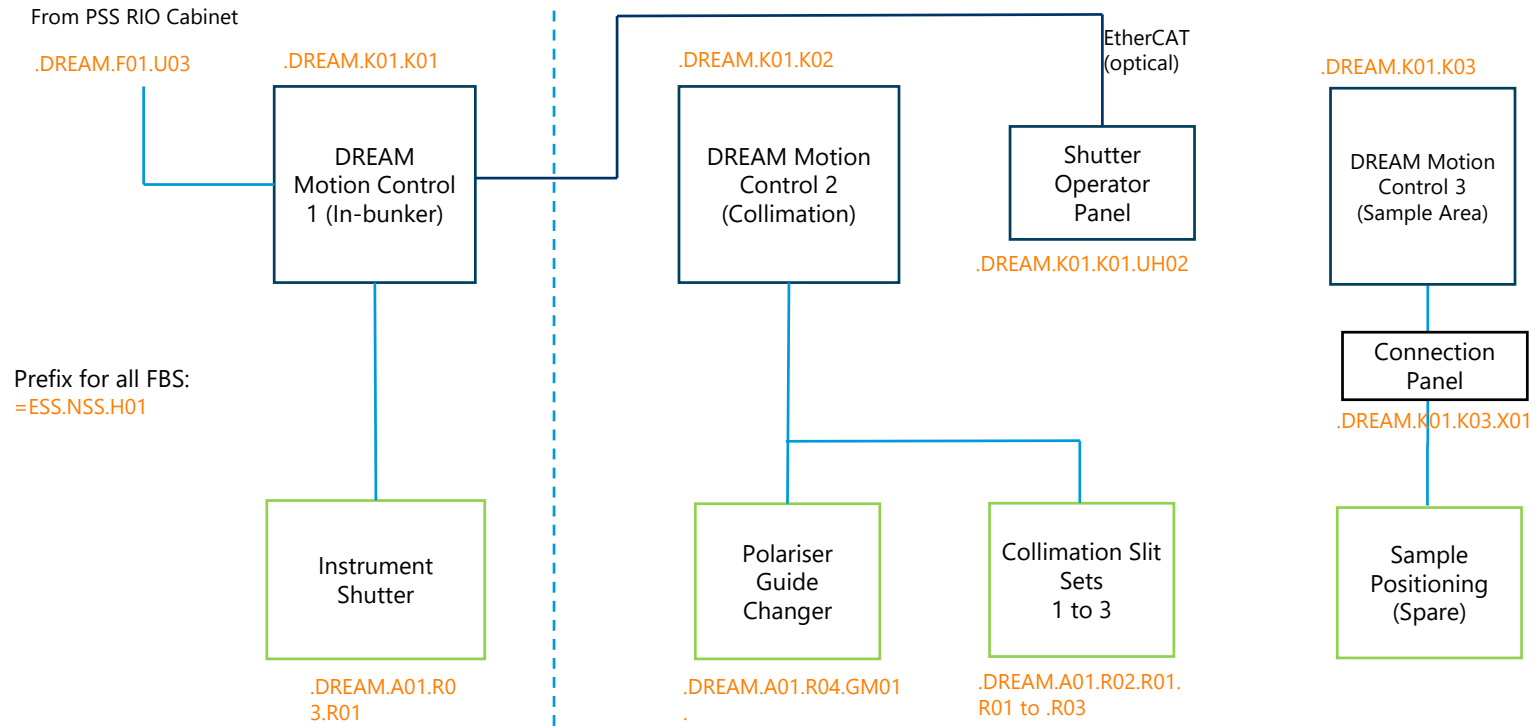 From PSS RIO Cabinet
.DREAM.F01.U03
.DREAM.K01.K01
DREAM
Motion Control
1 (In-bunker)
.DREAM.K01.K02
DREAM Motion
Control 2
(Collimation)
EtherCAT
(optical)
Shutter
Operator
Panel
.DREAM.K01.K01.UH02
.DREAM.K01.K03
DREAM Motion
Control 3
(Sample Area)
Connection
Panel
.DREAM.K01.K03.X01
Prefix for all FBS:
=ESS.NSS.H01
Instrument
Shutter
.DREAM.A01.R0
3.R01
Polariser
Guide
Changer
.DREAM.A01.R04.GM01
.
Collimation Slit
Sets
1 to 3
.DREAM.A01.R02.R01.
R01 to .R03
Sample
Positioning
(Spare)